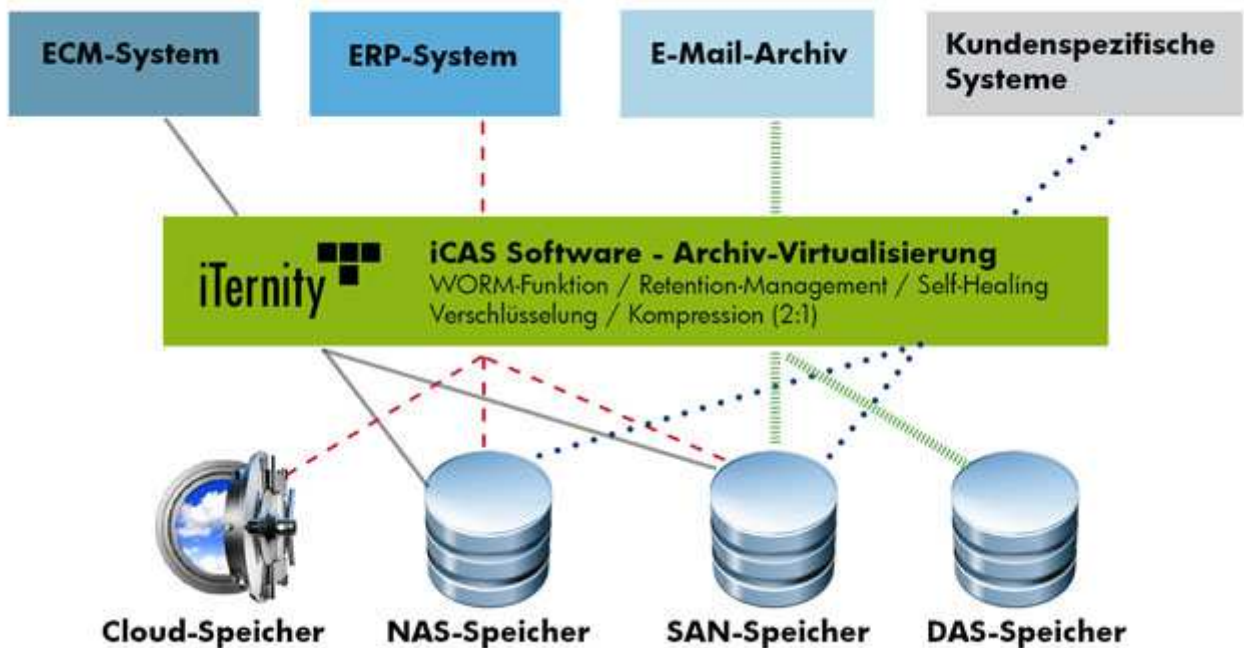 ECM-System
ERP-System
E-Mail-Archiv
Kundenspezifische
Systeme
iTernity
iCAS Software - Archiv-Virtualisierung
WORM-Funktion / Retention-Management / Self-Healing
Verschlüsselung / Kompression (2:1)
Cloud-Speicher
NAS-Speicher
SAN-Speicher
DAS-Speicher